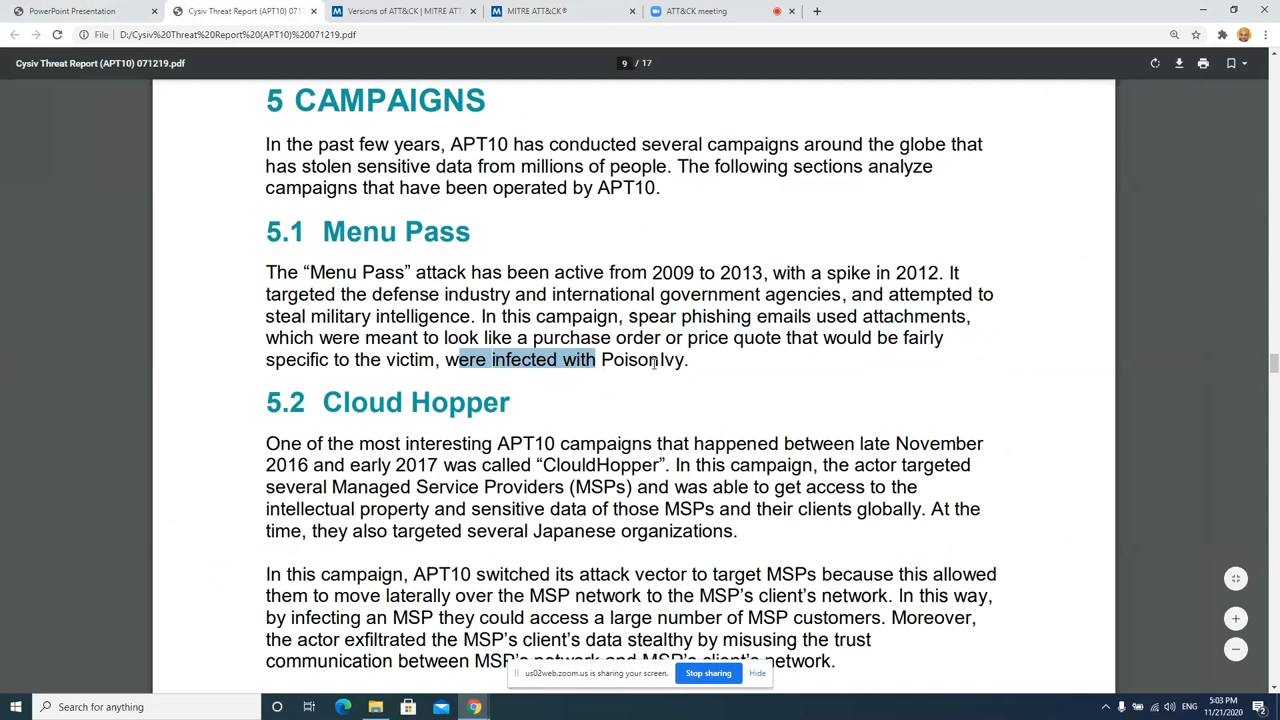 PowerPoint Presentation
Cysiv Threat Report (APT10) 071
Versions of ATT&CK | MITRE ATT
MITRE ATT&CK®
ATT&CK meeting
File
D:/Cysiv%20Threat%20Report%20(APT10)%20071219.pdf
Cysiv Threat Report (APT10) 071219.pdf
9 / 17
5 CAMPAIGNS
In the past few years, APT10 has conducted several campaigns around the globe that
has stolen sensitive data from millions of people. The following sections analyze
campaigns that have been operated by APT10.
5.1 Menu Pass
The “Menu Pass” attack has been active from 2009 to 2013, with a spike in 2012. It
targeted the defense industry and international government agencies, and attempted to
steal military intelligence. In this campaign, spear phishing emails used attachments,
which were meant to look like a purchase order or price quote that would be fairly
specific to the victim, were infected with PoisonIvy.
5.2 Cloud Hopper
One of the most interesting APT10 campaigns that happened between late November
2016 and early 2017 was called “CloudHopper”. In this campaign, the actor targeted
several Managed Service Providers (MSPs) and was able to get access to the
intellectual property and sensitive data of those MSPs and their clients globally. At the
time, they also targeted several Japanese organizations.
In this campaign, APT10 switched its attack vector to target MSPs because this allowed
them to move laterally over the MSP network to the MSP’s client’s network. In this way,
by infecting an MSP they could access a large number of MSP customers. Moreover,
the actor exfiltrated the MSP’s client’s data stealthy by misusing the trust
communication between MSP’s network and MSP’s client’s network.
us02web.zoom.us is sharing your screen.
Stop sharing
Hide
Search for anything
ENG
5:03 PM
11/21/2020
2